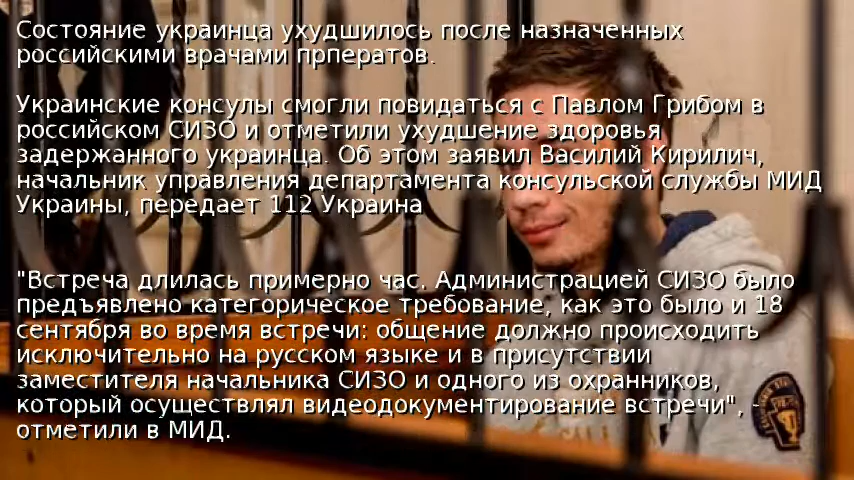 Состояние украинца ухудшилось после назначенных
российскими врачами прператов.
Украинские консулы смогли повидаться с Павлом Грибом в
российском СИЗО и отметили ухудшение здоровья
задержанного украинца. Об этом заявил Василий Кирилич,
начальник управления департамента консульской службы МИД
Украины, передает 112 Украина
"Встреча длилась примерно час. Администрацией СИЗО было
предъявлено категорическое требование, как это было и 18
сентября во время встречи: общение должно происходить
исключительно на русском языке и в присутствии
заместителя начальника СИЗО и одного из охранников,
который осуществлял видеодокументирование встречи", -
отметили в МИД.